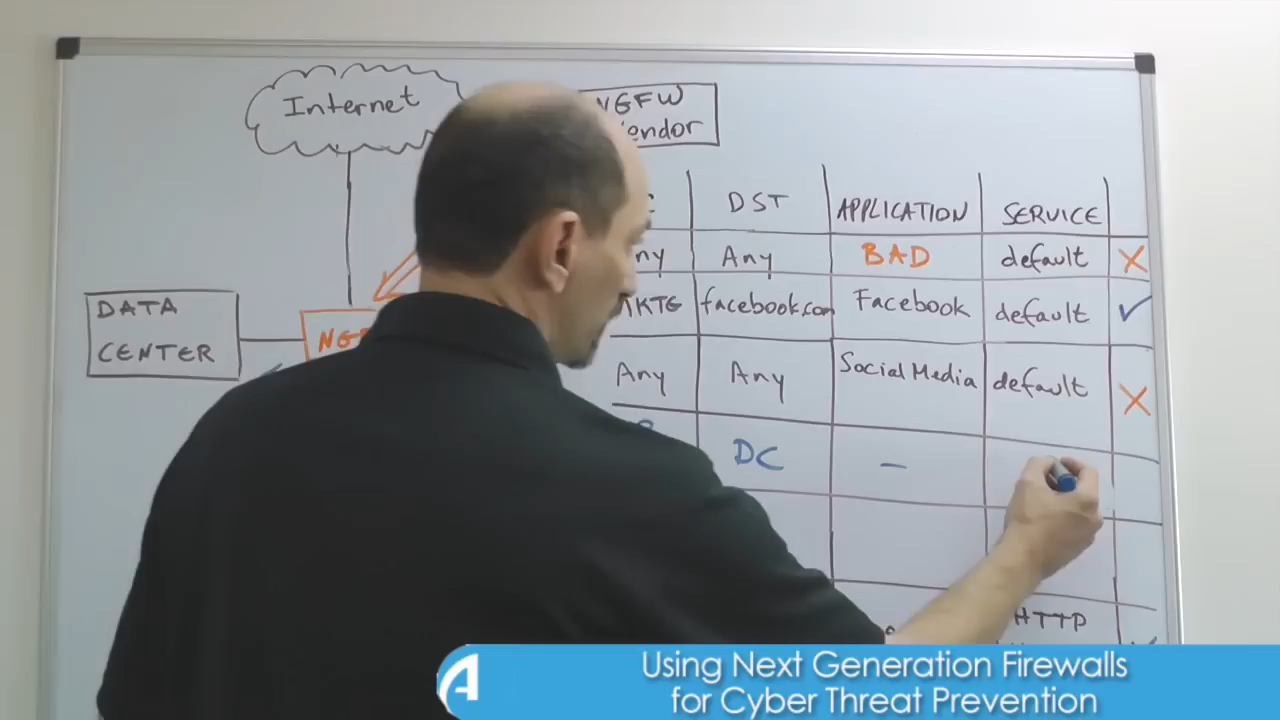 Internet
NGFW
Vendor
DST
APPLICATION
SERVICE
Any
BAD
default
DATA
CENTER
facebook.com
Facebook
default
Any
Any
Social Media
default
DC
-
HTTP
Using Next Generation Firewalls
for Cyber Threat Prevention